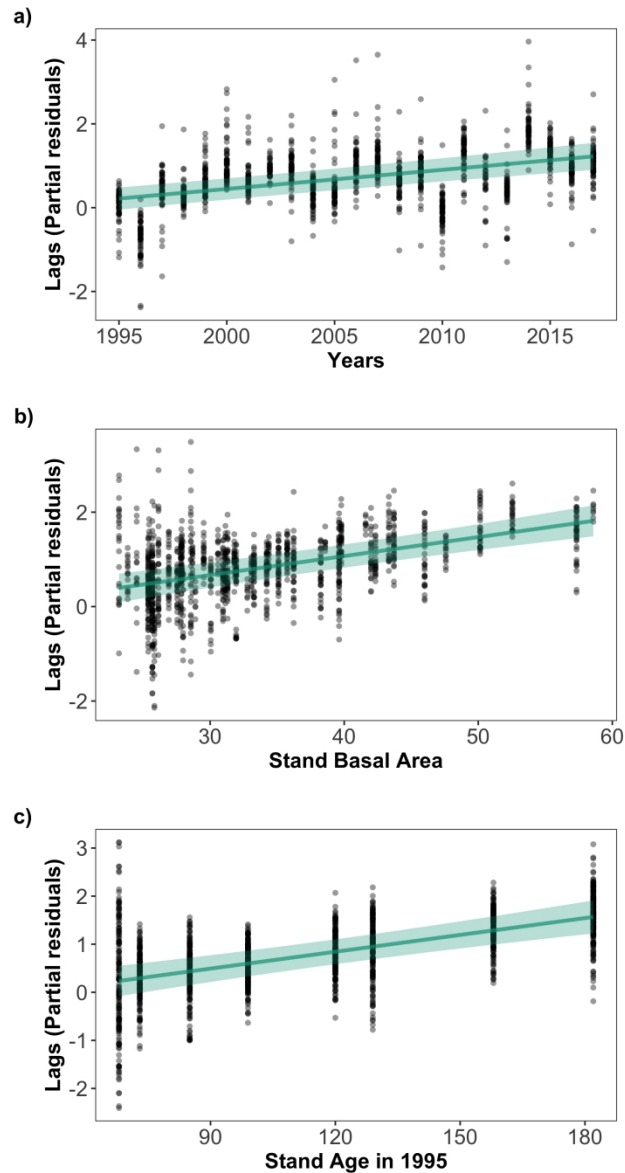 a)
4
2
0
-2
Lags (Partial residuals)
1995 2000 2005 2010 2015
Years
b)
2
0
-2
Lags (Partial residuals)
30 40 50 60
Stand Basal Area
c)
3
2
1
0
-1
-2
Lags (Partial residuals)
90 120 150 180
Stand Age in 1995